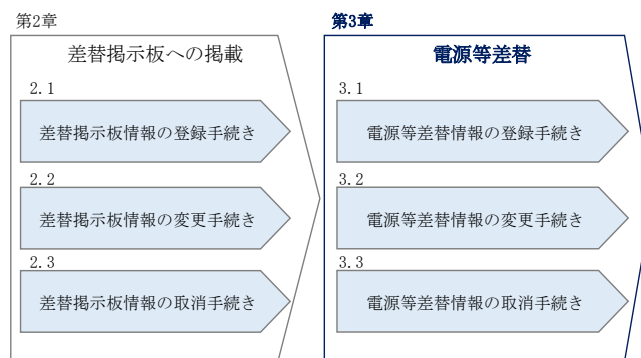 第2章
差替掲示板への掲載
2.1
差替掲示板情報の登録手続き
2.2
差替掲示板情報の変更手続き
2.3
差替掲示板情報の取消手続き
第3章
電源等差替
3.1
電源等差替情報の登録手続き
3.2
電源等差替情報の変更手続き
3.3
電源等差替情報の取消手続き